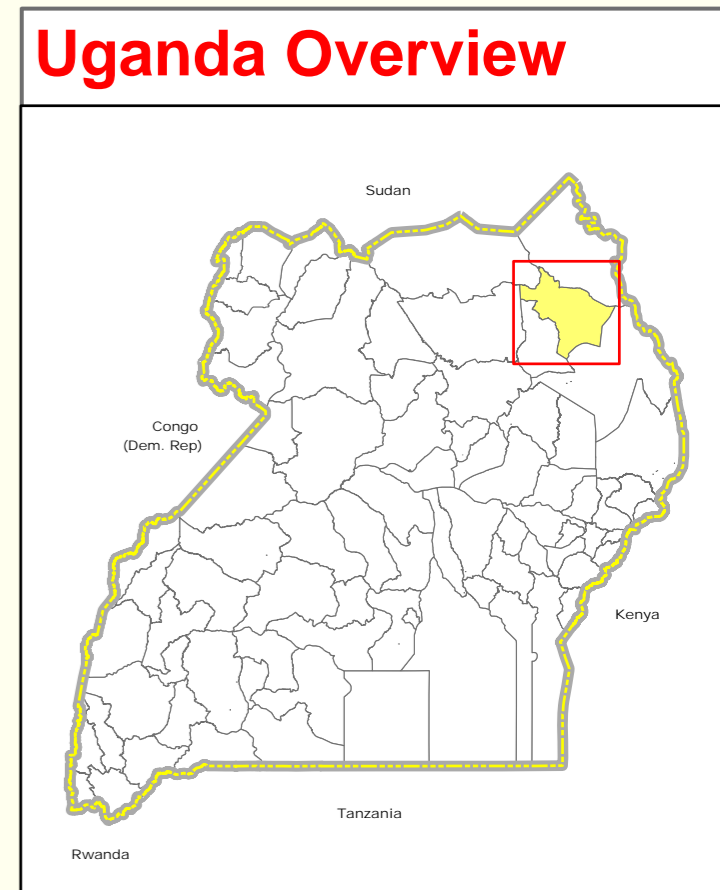 Uganda Overview
Sudan
Congo
(Dem. Rep)
Kenya
Tanzania
Rwanda